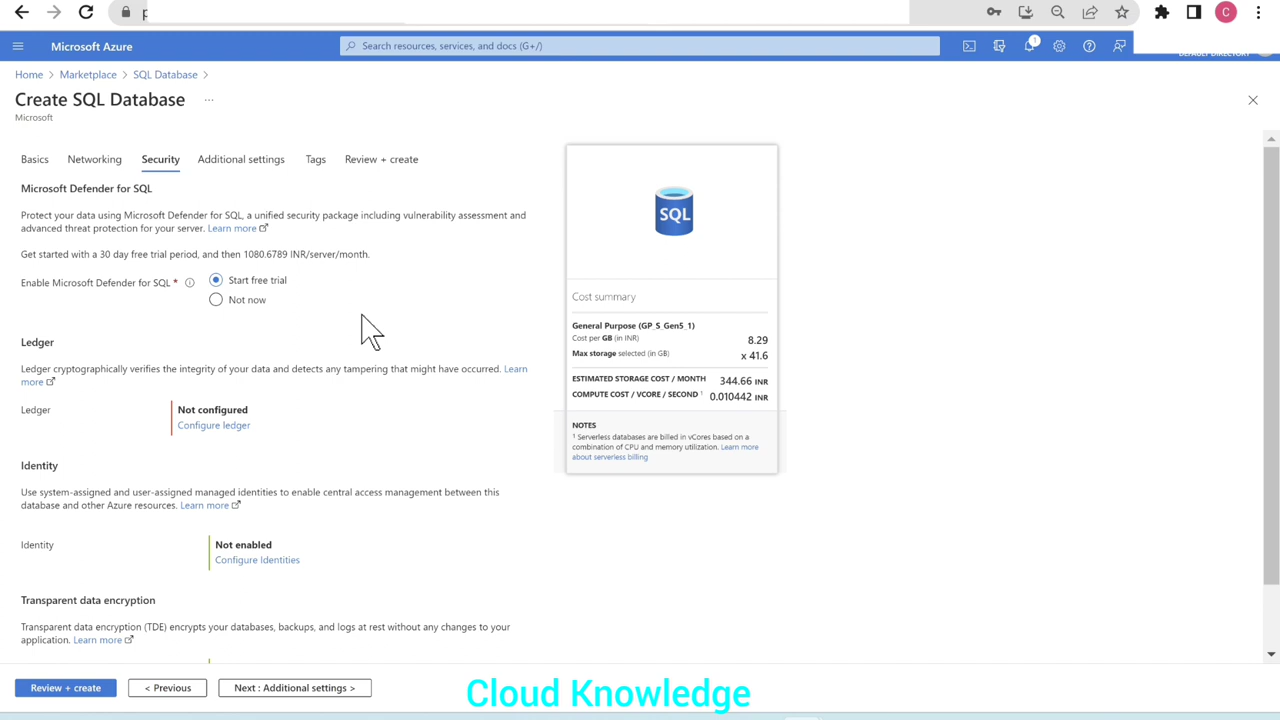 C
Microsoft Azure
Search resources, services, and docs (G+/)
1
Home > Marketplace > SQL Database >
Create SQL Database ...
Microsoft
Basics Networking Security Additional settings Tags Review + create
Microsoft Defender for SQL
Protect your data using Microsoft Defender for SQL, a unified security package including vulnerability assessment and
advanced threat protection for your server. Learn more
Get started with a 30 day free trial period, and then 1080.6789 INR/server/month.
Enable Microsoft Defender for SQL *
Start free trial
Not now
Ledger
Ledger cryptographically verifies the integrity of your data and detects any tampering that might have occurred. Learn
more
Ledger
Not configured
Configure ledger
Identity
Use system-assigned and user-assigned managed identities to enable central access management between this
database and other Azure resources. Learn more
Identity
Not enabled
Configure Identities
Transparent data encryption
Transparent data encryption (TDE) encrypts your databases, backups, and logs at rest without any changes to your
application. Learn more
SQL
Cost summary
General Purpose (GP_S_Gen5_1)
Cost per GB (in INR) 8.29
Max storage selected (in GB) x 41.6
ESTIMATED STORAGE COST / MONTH 344.66 INR
COMPUTE COST / VCORE / SECOND ¹ 0.010442 INR
NOTES
¹ Serverless databases are billed in vCores based on a
combination of CPU and memory utilization. Learn more
about serverless billing
Review + create
< Previous
Next : Additional settings >
Cloud Knowledge